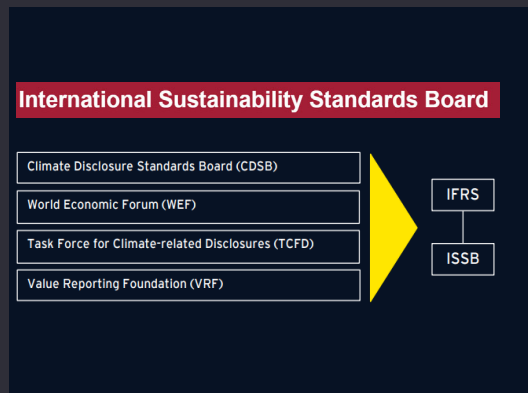 International Sustainability Standards Board
Climate Disclosure Standards Board (CDSB)
World Economic Forum (WEF)
Task Force for Climate-related Disclosures (TCFD)
Value Reporting Foundation (VRF)
IFRS
ISSB